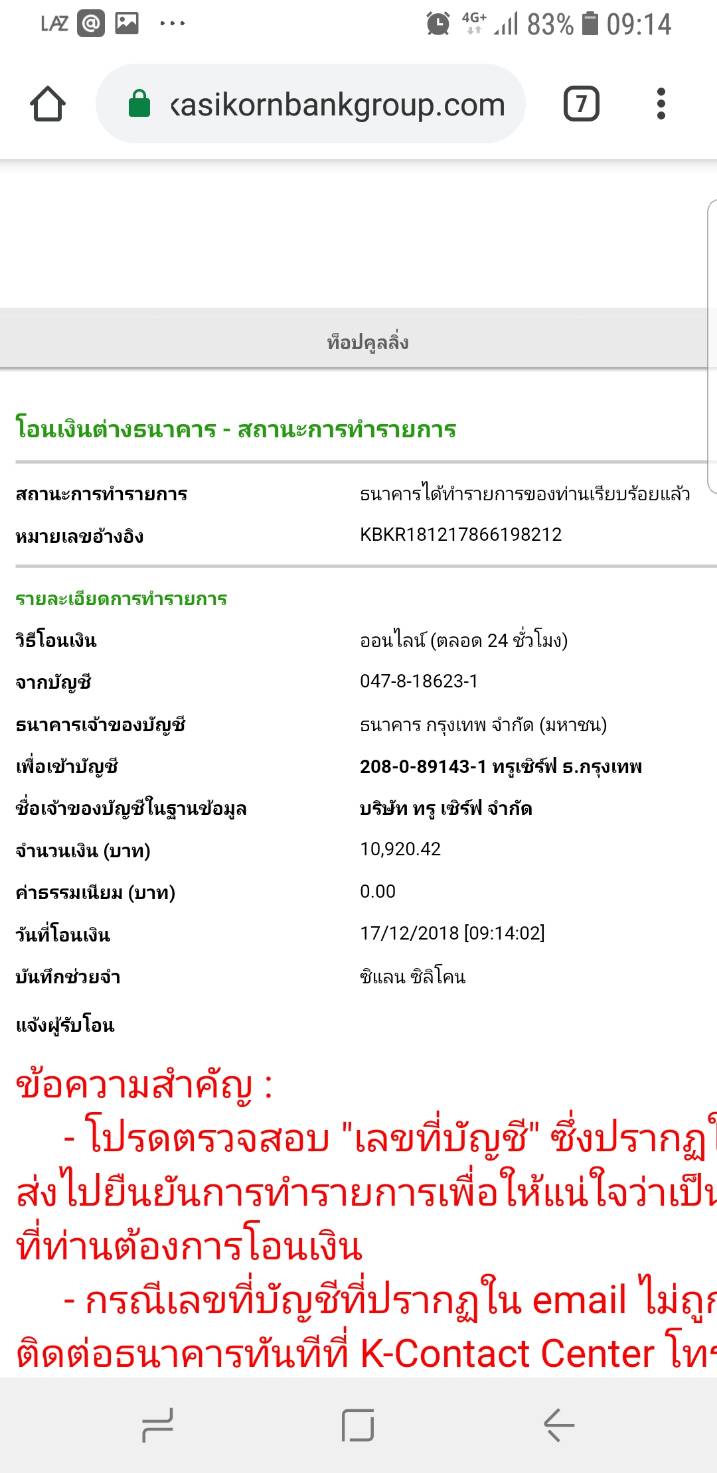 LAZ @ ... 4G+ 83% 09:14
kasikornbankgroup.com 7
ท็อปคูลลิ่ง
โอนเงินต่างธนาคาร - สถานะการทำรายการ
สถานะการทำรายการ ธนาคารได้ทำรายการของท่านเรียบร้อยแล้ว
หมายเลขอ้างอิง KBKR181217866198212
รายละเอียดการทำรายการ
วิธีโอนเงิน ออนไลน์ (ตลอด 24 ชั่วโมง)
จากบัญชี 047-8-18623-1
ธนาคารเจ้าของบัญชี ธนาคาร กรุงเทพ จำกัด (มหาชน)
เพื่อเข้าบัญชี 208-0-89143-1 ทรูเซิร์ฟ ธ.กรุงเทพ
ชื่อเจ้าของบัญชีในฐานข้อมูล บริษัท ทรู เซิร์ฟ จำกัด
จำนวนเงิน (บาท) 10,920.42
ค่าธรรมเนียม (บาท) 0.00
วันที่โอนเงิน 17/12/2018 [09:14:02]
บันทึกช่วยจำ ซิแลน ซิลิโคน
แจ้งผู้รับโอน
ข้อความสำคัญ :
- โปรดตรวจสอบ "เลขที่บัญชี" ซึ่งปรากฏใ
ส่งไปยืนยันการทำรายการเพื่อให้แน่ใจว่าเป็น
ที่ท่านต้องการโอนเงิน
- กรณีเลขที่บัญชีที่ปรากฏใน email ไม่ถูก
ติดต่อธนาคารทันทีที่ K-Contact Center โทร